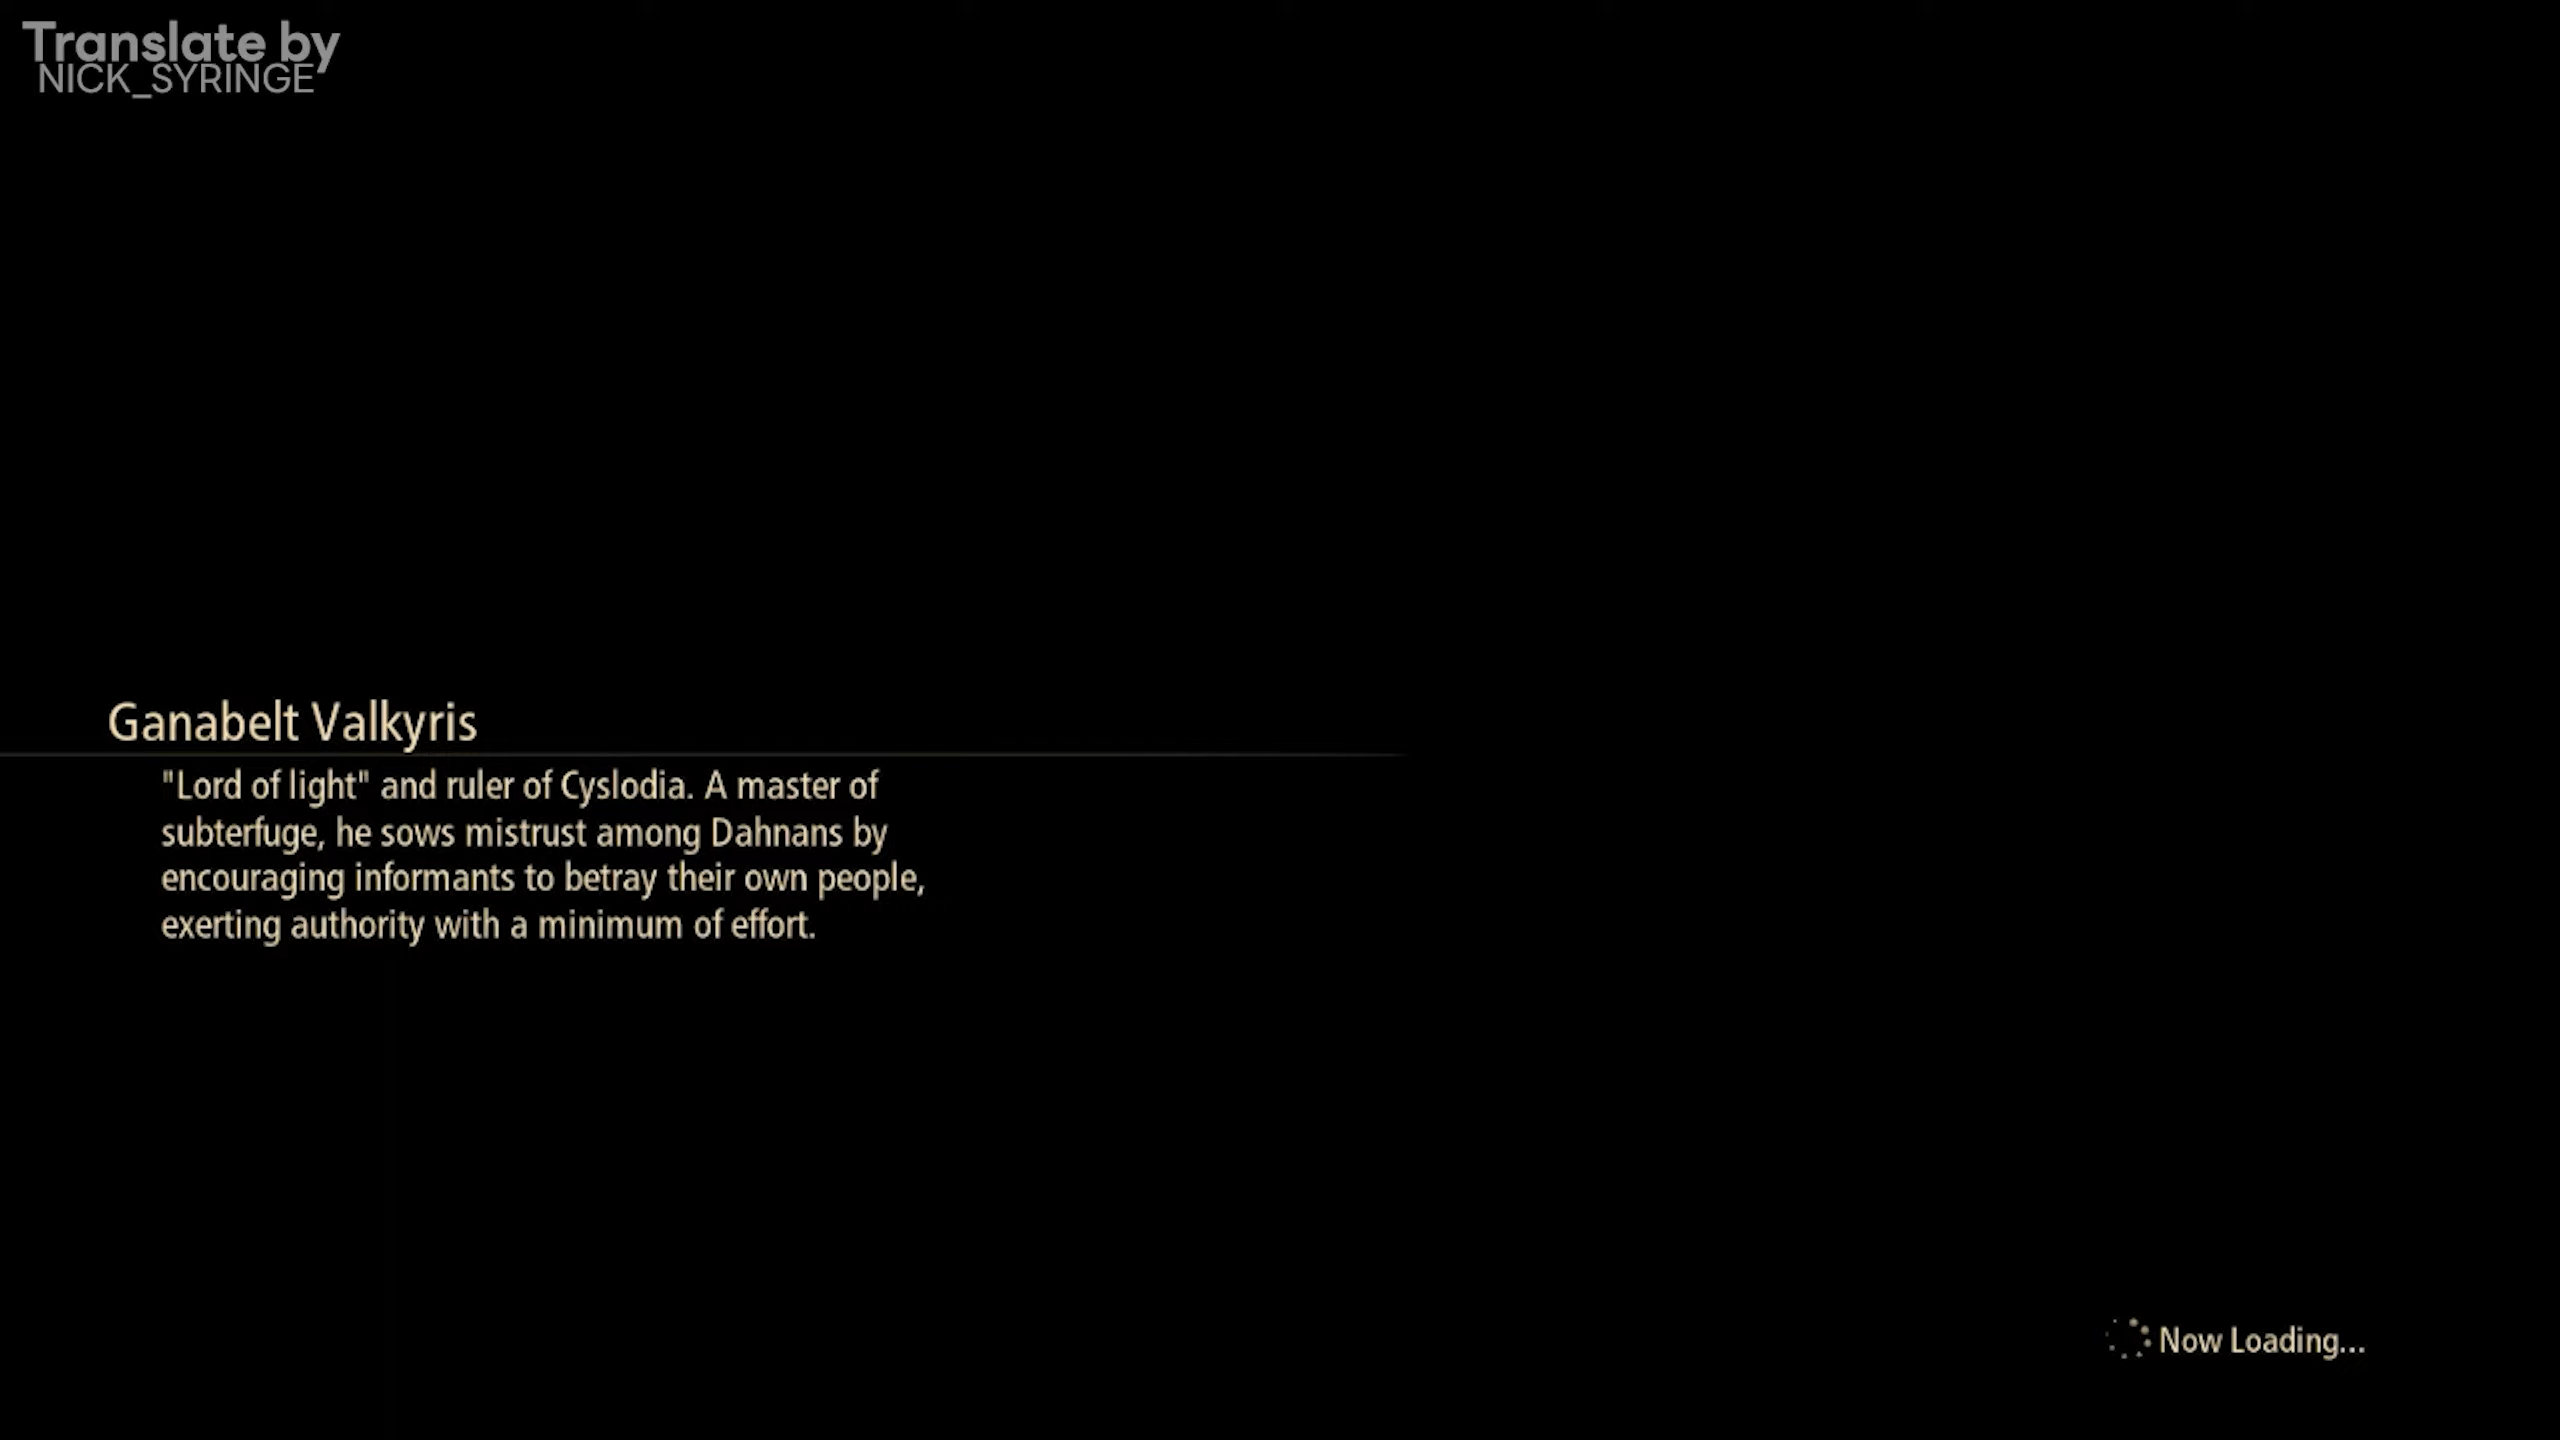 Translate by
NICK_SYRINGE
Ganabelt Valkyris
"Lord of light" and ruler of Cyslodia. A master of
subterfuge, he sows mistrust among Dahnans by
encouraging informants to betray their own people,
exerting authority with a minimum of effort.
Now Loading...